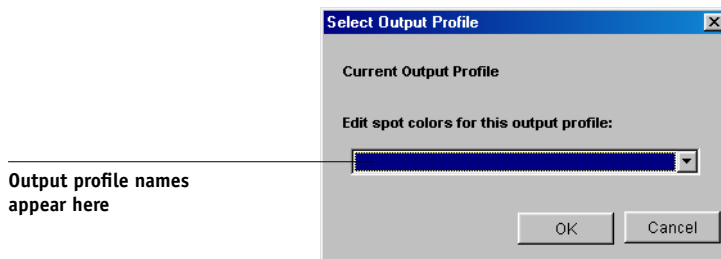 Select Output Profile
Current Output Profile
Edit spot colors for this output profile:
Output profile names
appear here
OK
Cancel